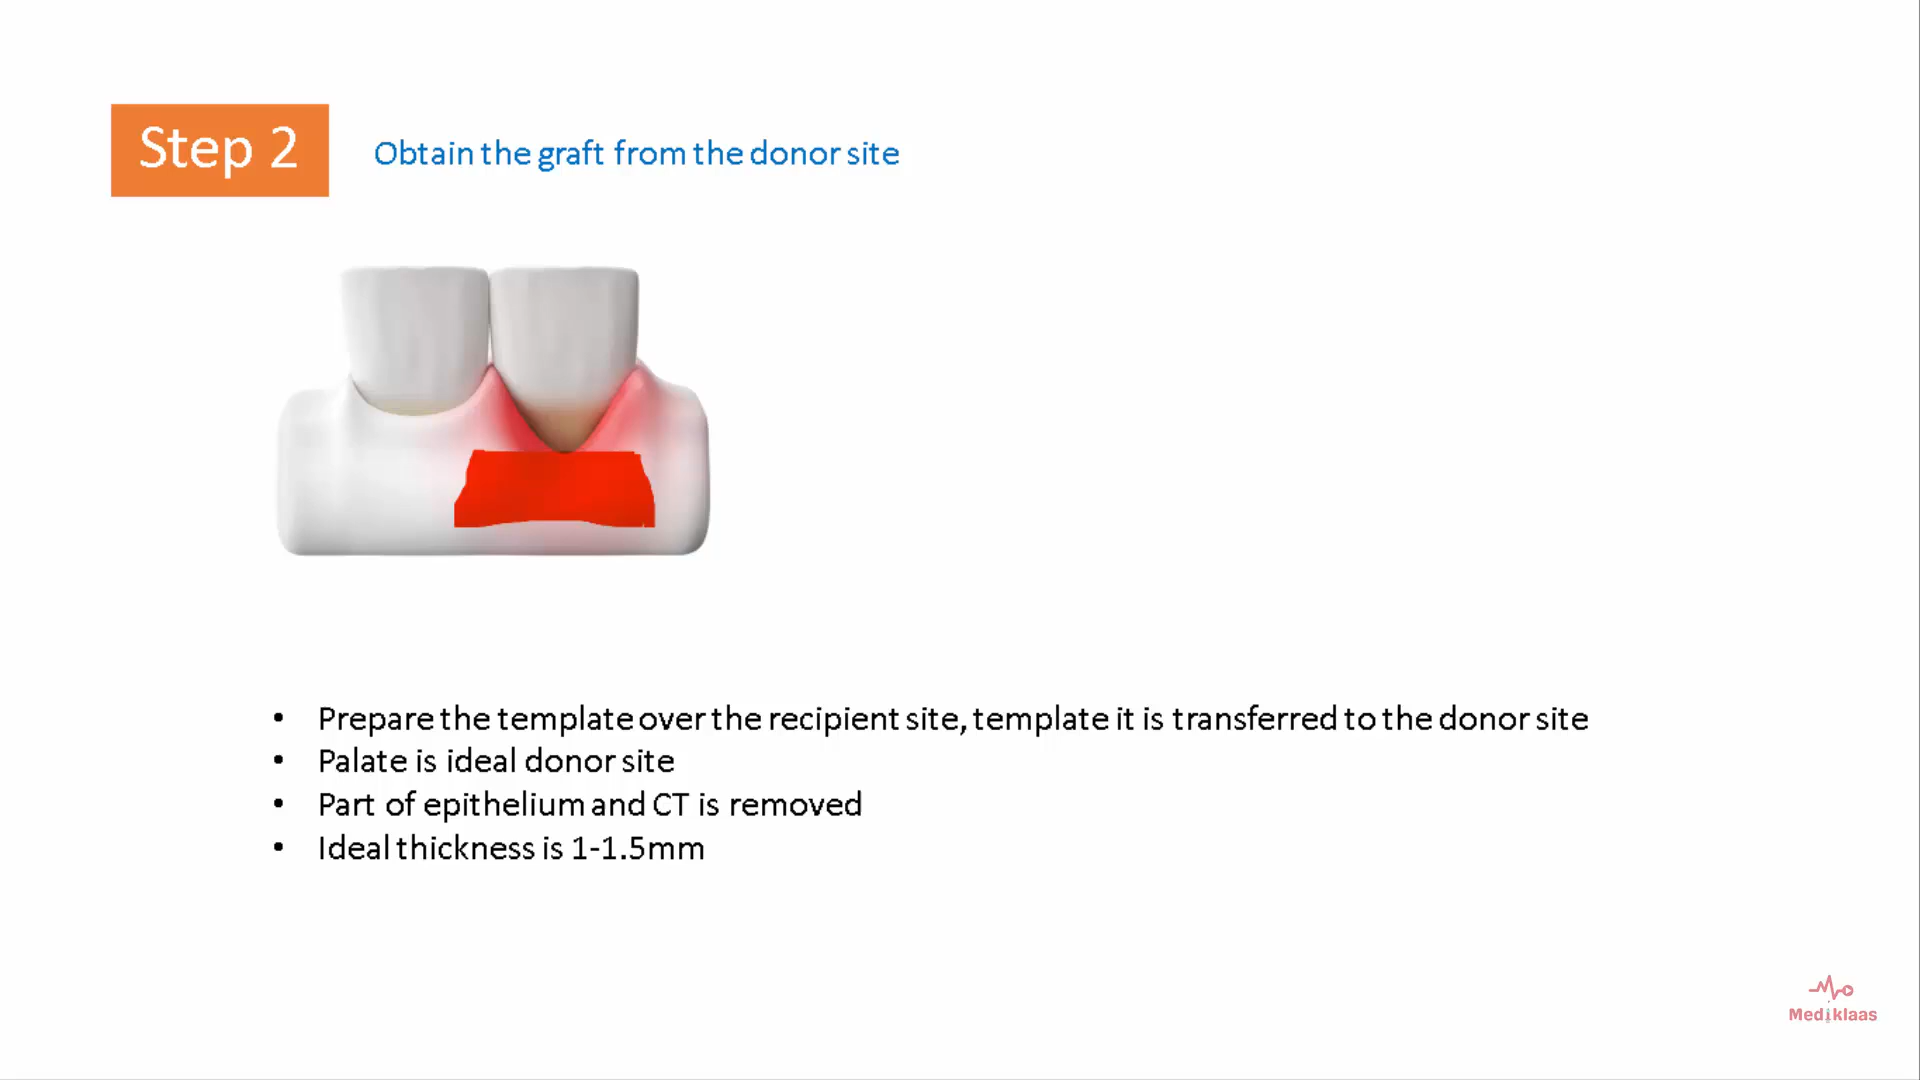 Step 2
Obtain the graft from the donor site
• Prepare the template over the recipient site, template it is transferred to the donor site
• Palate is ideal donor site
• Part of epithelium and CT is removed
• Ideal thickness is 1-1.5mm
Mediklaas